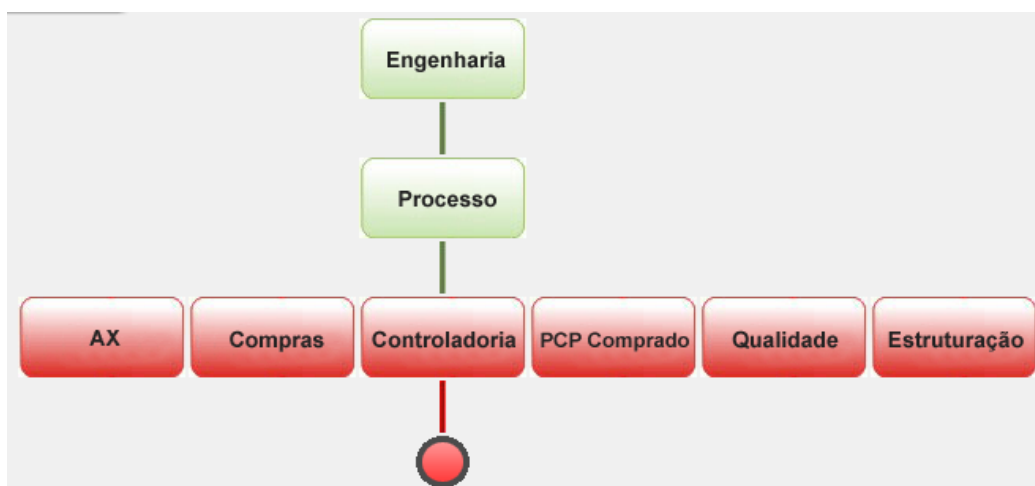 Engenharia
Processo
AX
Compras
Controladoria
PCP Comprado
Qualidade
Estruturação